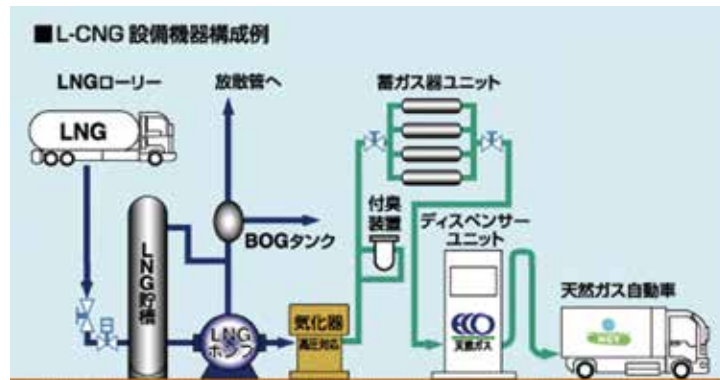 ■L-CNG 設備機器構成例
LNGローリー
放散管へ
蓄ガス器ユニット
LNG
付臭
装置
ディスペンサー
ユニット
BOGタンク
LNG貯槽
天然ガス自動車
気化器
高圧対応
LNG
ポンプ
ECO
天然ガス
NGV